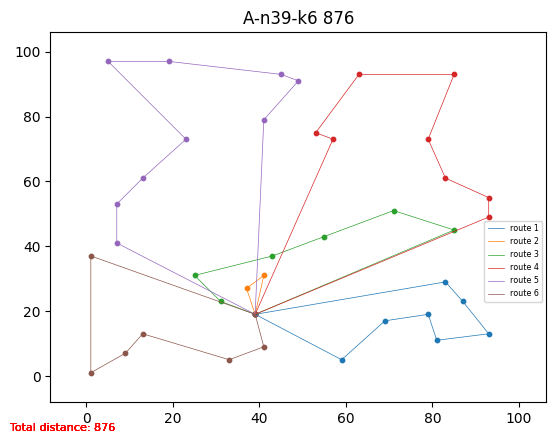 A-n39-k6 876
100
80
60
40
20
0
route 1
route 2
route 3
route 4
route 5
route 6
0 20 40 60 80 100
Total distance: 876